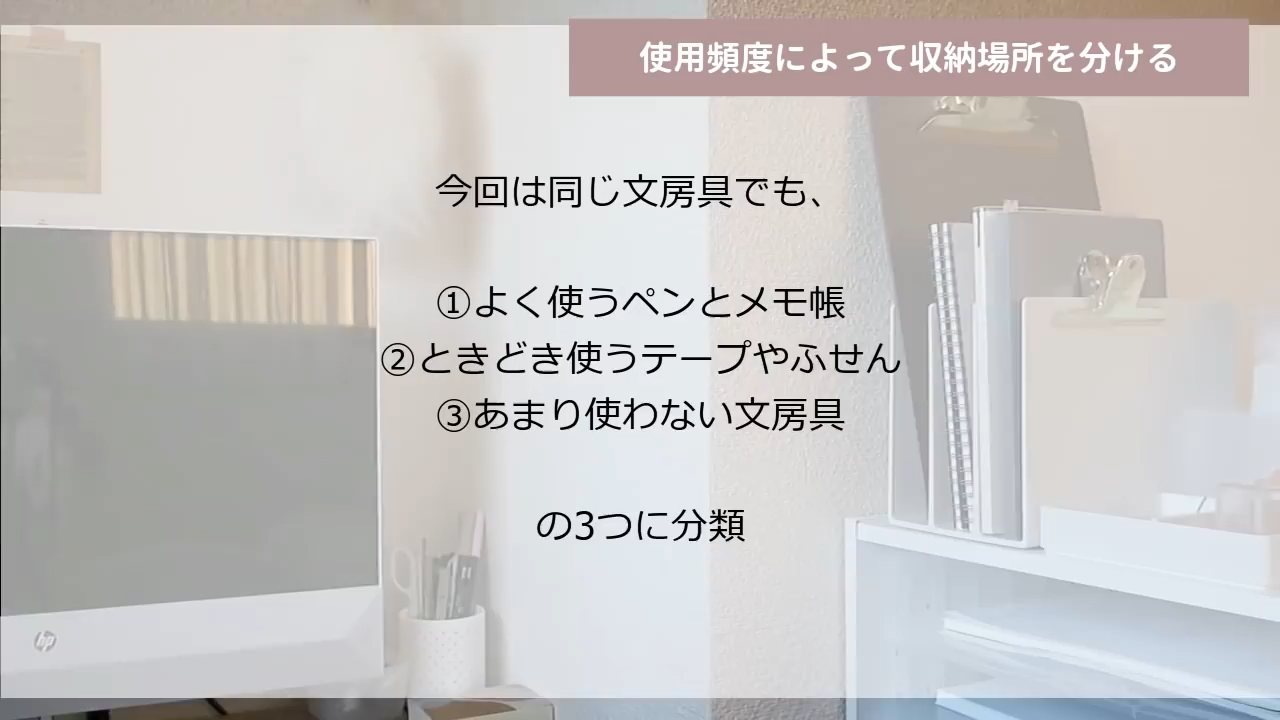 使用頻度によって収納場所を分ける
今回は同じ文房具でも、
①よく使うペンとメモ帳
②ときどき使うテープやふせん
③あまり使わない文房具
の3つに分類
hp